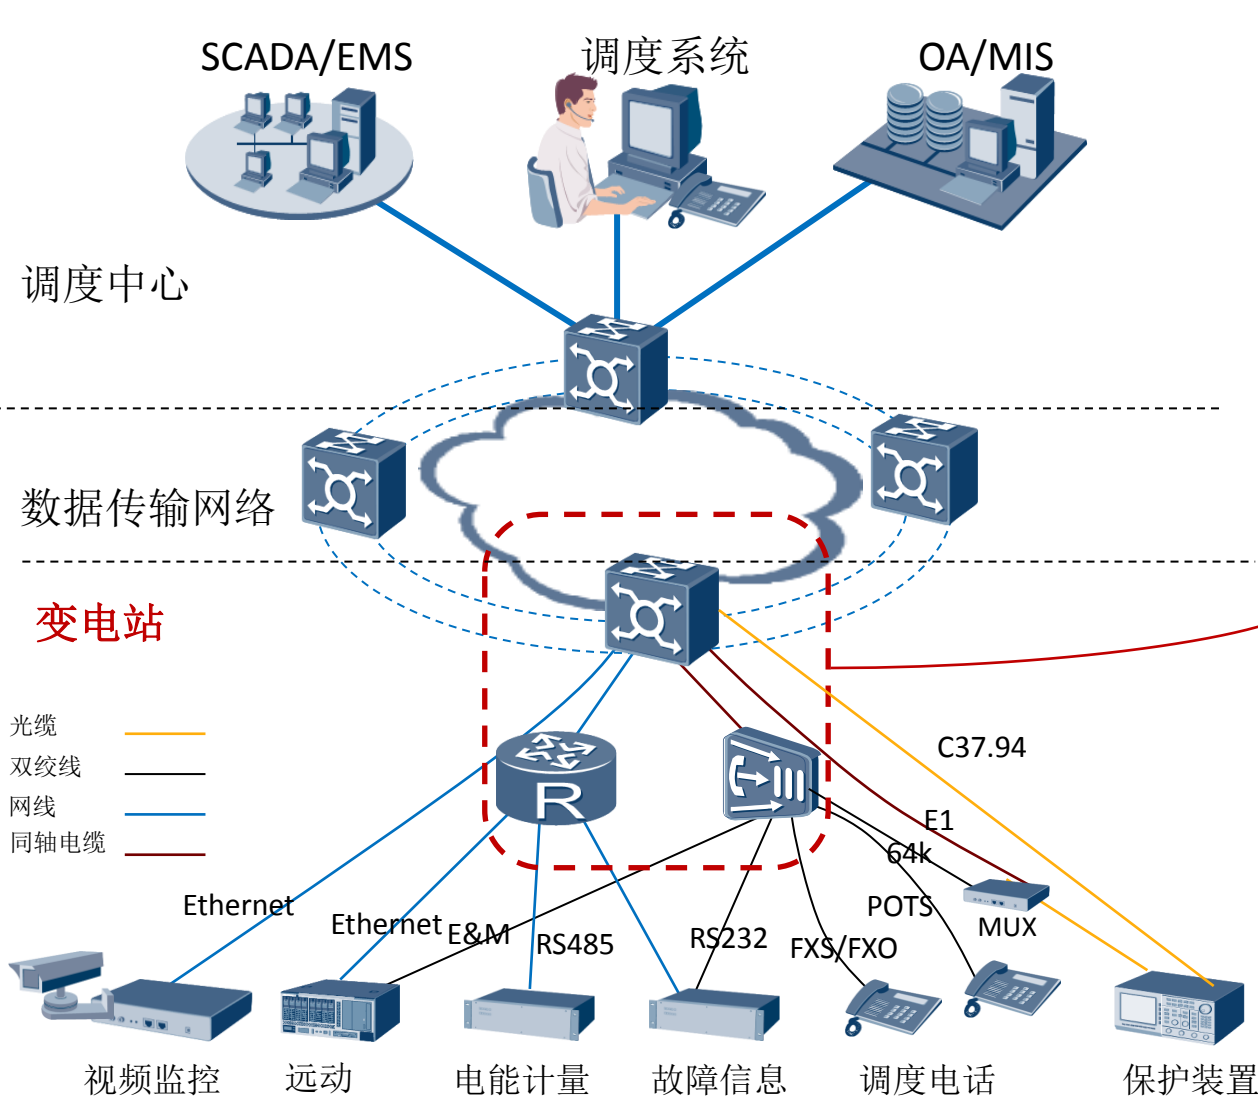 SCADA/EMS
调度系统
OA/MIS
调度中心
数据传输网络
变电站
光缆
双绞线
网线
同轴电缆
R
C37.94
E1
64k
POTS
MUX
Ethernet
Ethernet
E&M
RS485
RS232
FXS/FXO
视频监控
远动
电能计量
故障信息
调度电话
保护装置